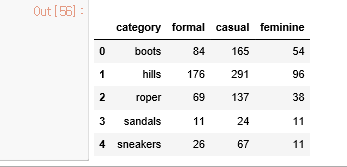 Out[56]:
category formal casual feminine
0 boots 84 165 54
1 hills 176 291 96
2 roper 69 137 38
3 sandals 11 24 11
4 sneakers 26 67 11